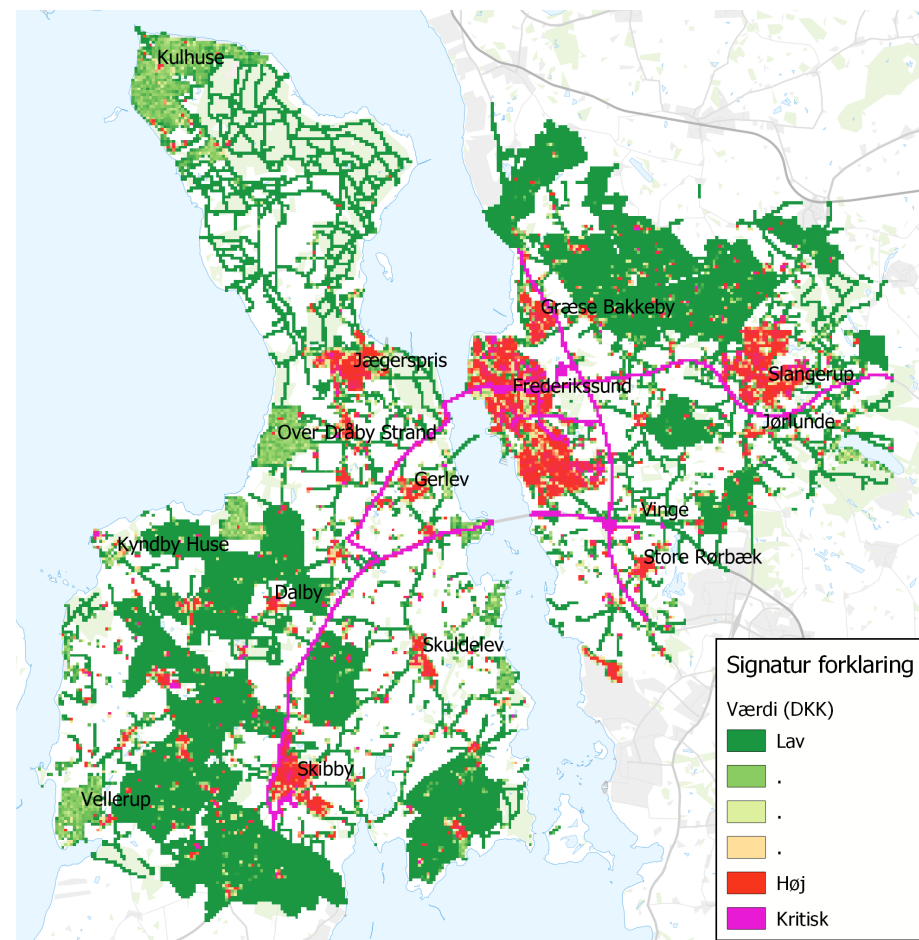 Kulhuse
Græse Bakkeby
Jægerspris
Slangerup
Frederikssund
Jørlunde
Over Dråby Strand
Gerlev
Vinge
Kyndby Huse
Store Rørbæk
Dalby
Skuldelev
Skibby
Vellerup
Signatur forklaring
Værdi (DKK)
Lav
.
.
.
Høj
Kritisk